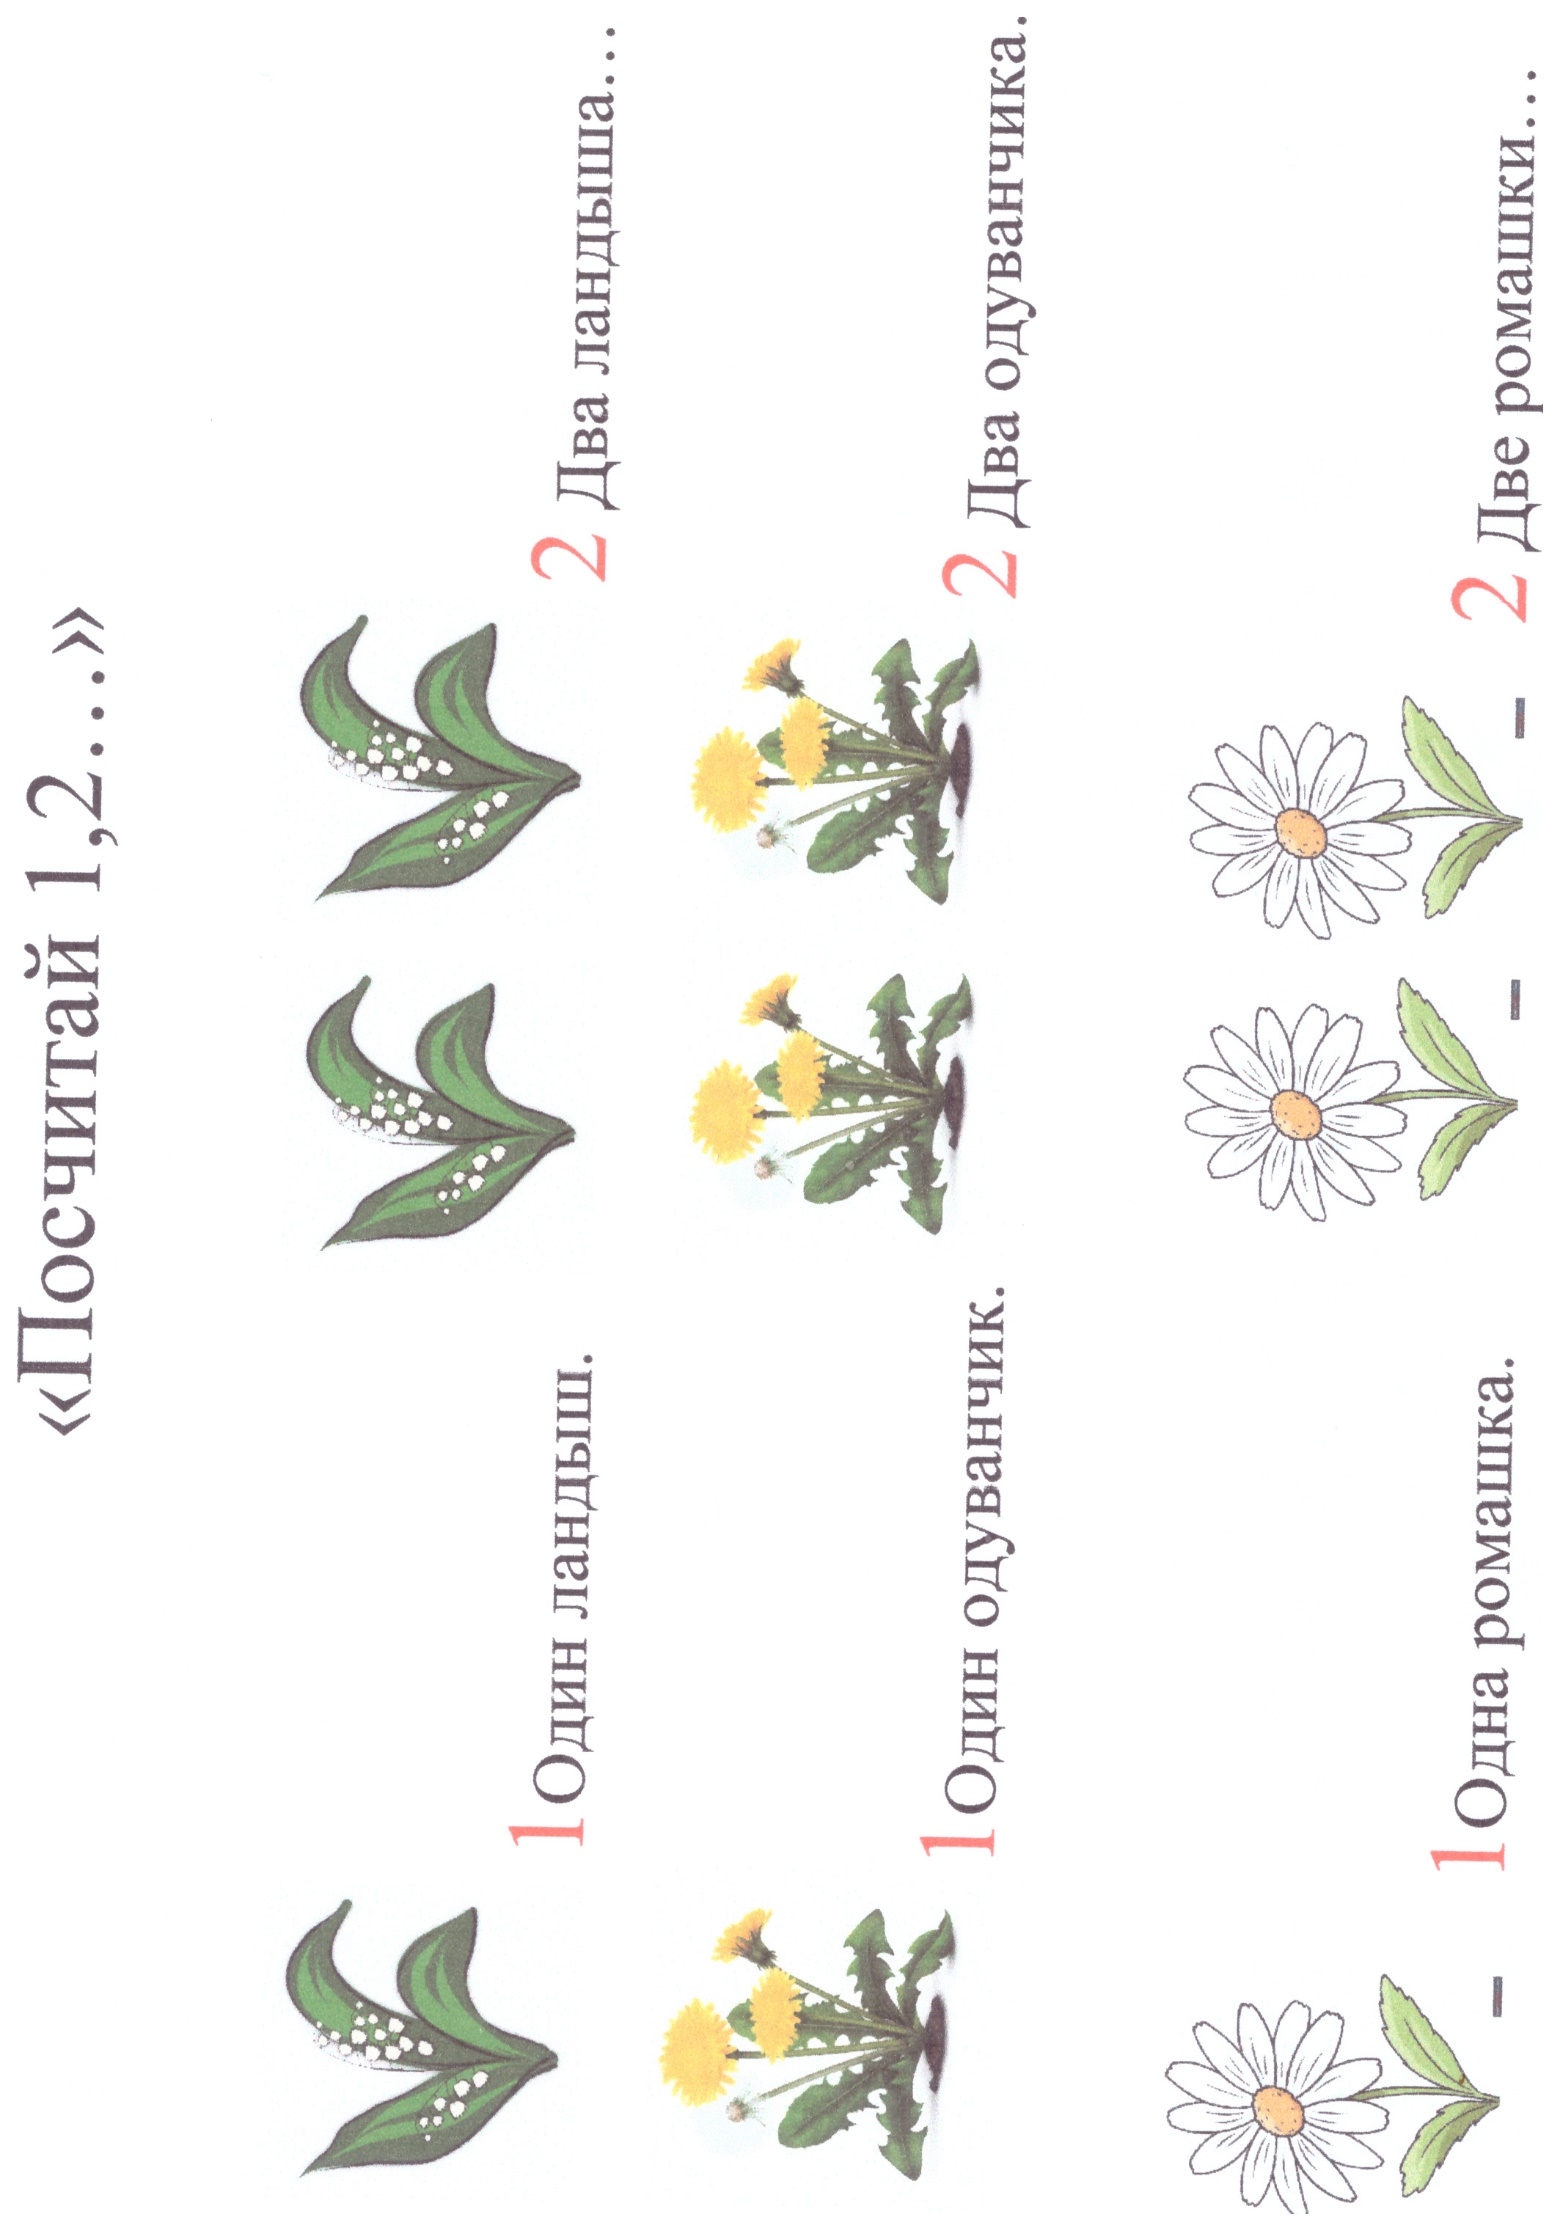 «Посчитай 1,2….»
1 Один ландыш. 2 Два ландыша…
1 Один одуванчик. 2 Два одуванчика.
1 Одна ромашка. 2 Две ромашки…